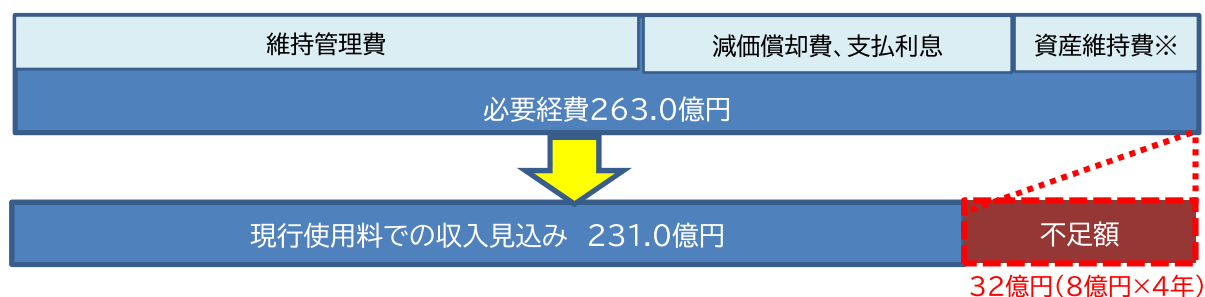 維持管理費
減価償却費、支払利息
資産維持費※
必要経費263.0億円
現行使用料での収入見込み 231.0億円
不足額
32億円(8億円×4年)